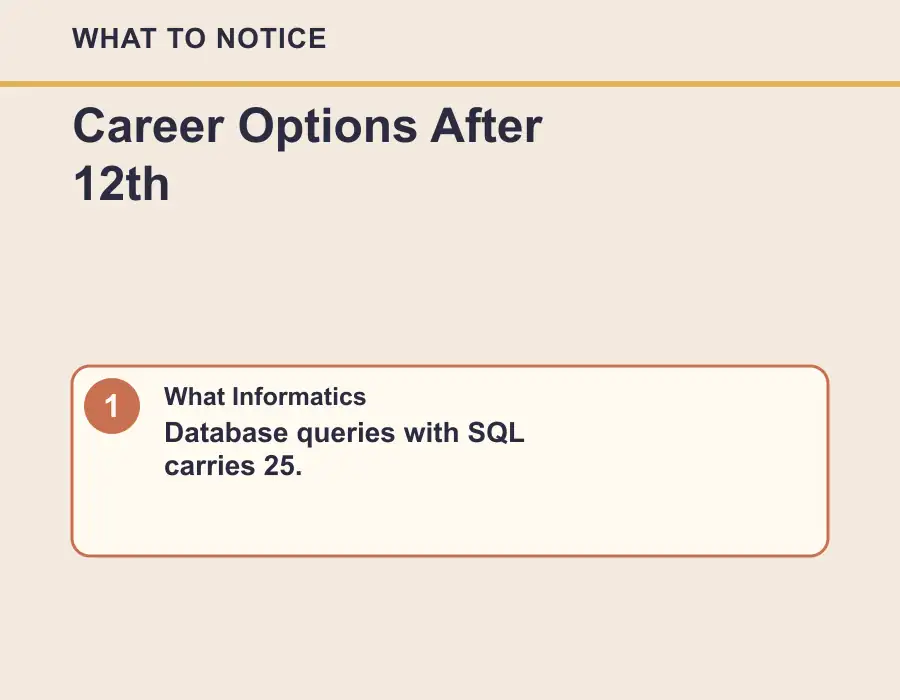 WHAT TO NOTICE
Career Options After
12th
1
What Informatics
Database queries with SQL
carries 25.